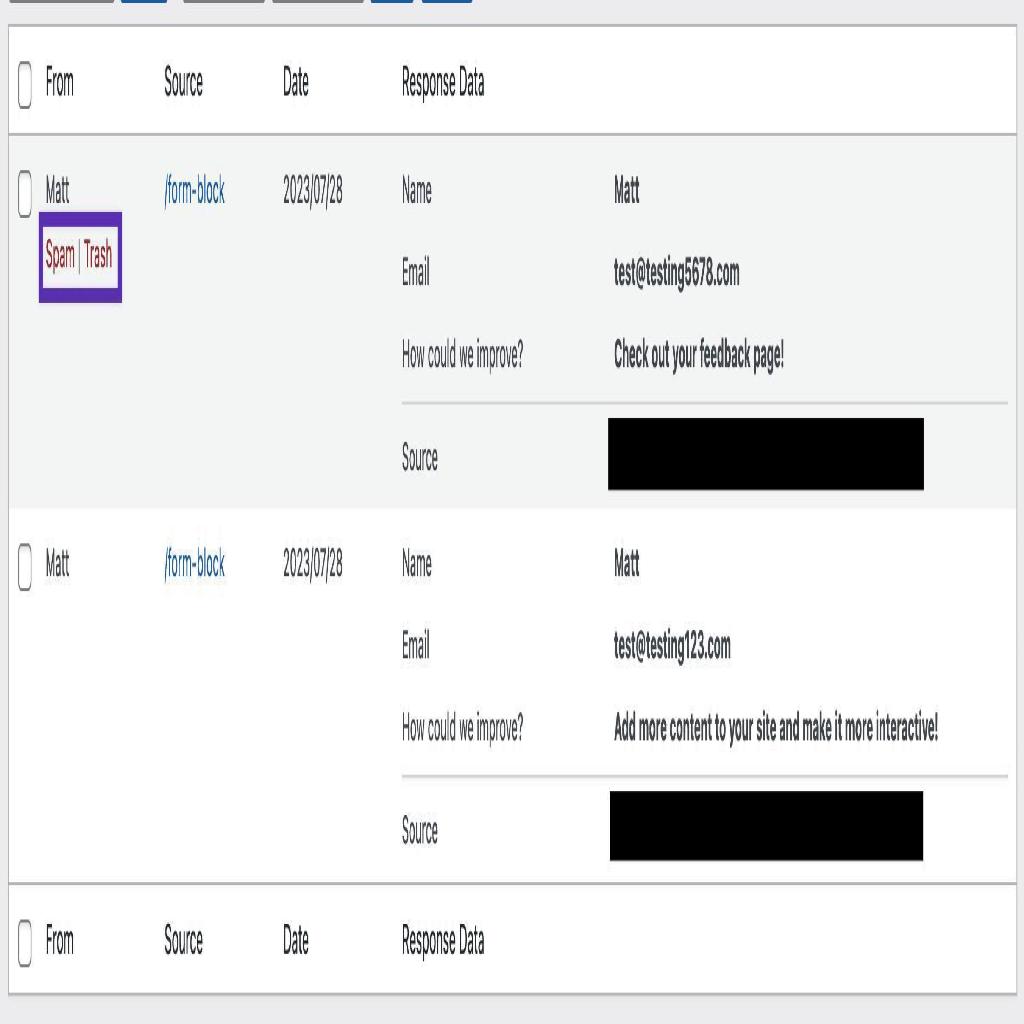 From Source Date Response Data
Matt /form-block 2023/07/28 Name Matt
Spam | Trash
Email test@testing5678.com
How could we improve? Check out your feedback page!
Source
Matt /form-block 2023/07/28 Name Matt
Email test@testing123.com
How could we improve? Add more content to your site and make it more interactive!
Source
From Source Date Response Data